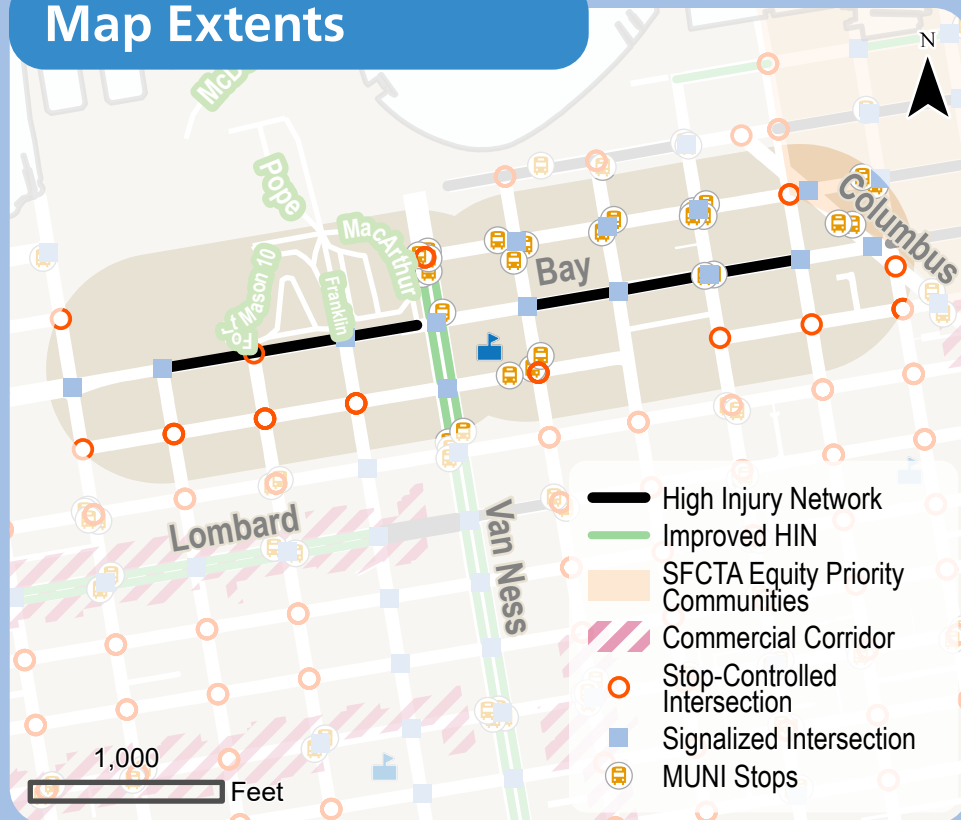 Map Extents
N
McD
Pope
MacArthur
Fort Mason 10
Franklin
Bay
Columbus
Lombard
Van Ness
High Injury Network
Improved HIN
SFCTA Equity Priority
Communities
Commercial Corridor
Stop-Controlled
Intersection
Signalized Intersection
MUNI Stops
1,000
Feet